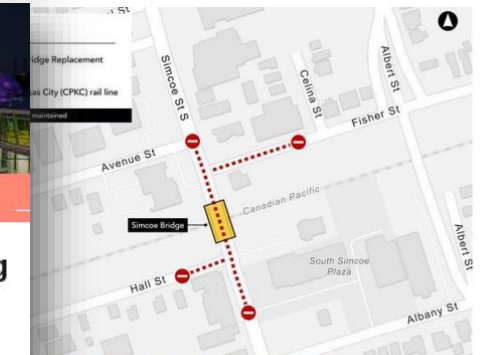 St
idge Replacement
as City (CPKC) rail line
maintained
Simcoe St S
Celina St
Albert St
Fisher St
Avenue St
Canadian Pacific
Simcoe Bridge
South Simcoe
Plaza
Albert St
Hall St
Albany St
g